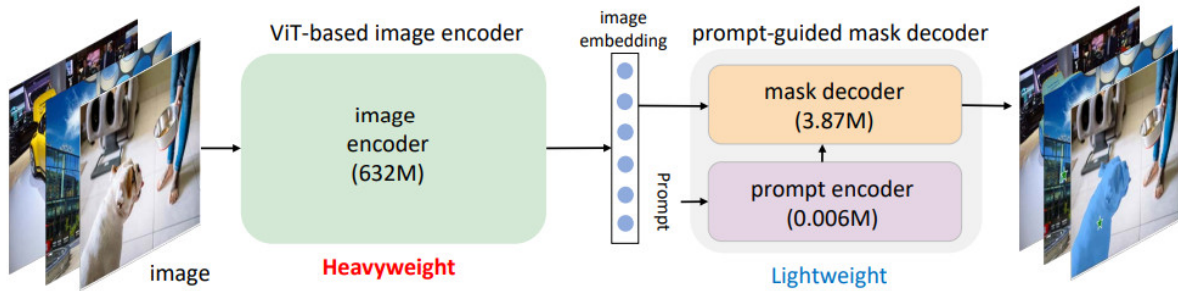 ViT-based image encoder
image
embedding
prompt-guided mask decoder
image
encoder
(632M)
mask decoder
(3.87M)
Prompt
prompt encoder
(0.006M)
image
Heavyweight
Lightweight